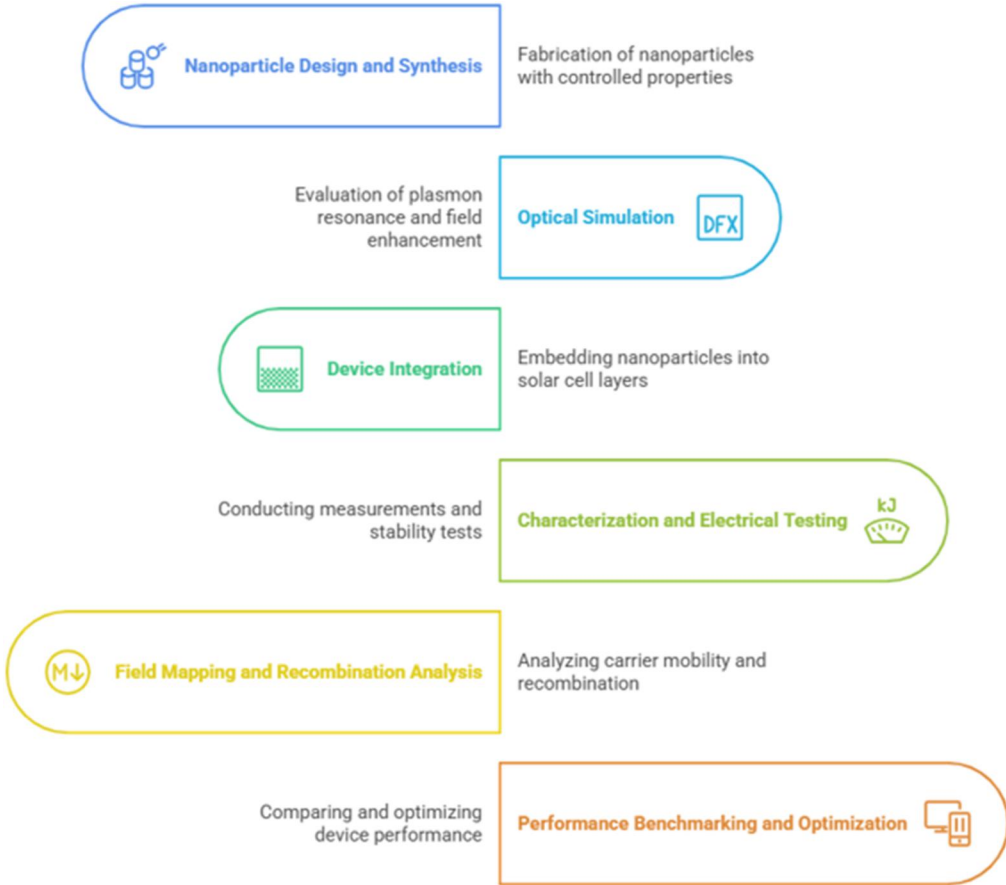 Nanoparticle Design and Synthesis
Fabrication of nanoparticles
with controlled properties
Evaluation of plasmon
resonance and field
enhancement
Optical Simulation
DFX
Device Integration
Embedding nanoparticles into
solar cell layers
Conducting measurements and
stability tests
Characterization and Electrical Testing
kJ
M
Field Mapping and Recombination Analysis
Analyzing carrier mobility and
recombination
Comparing and optimizing
device performance
Performance Benchmarking and Optimization